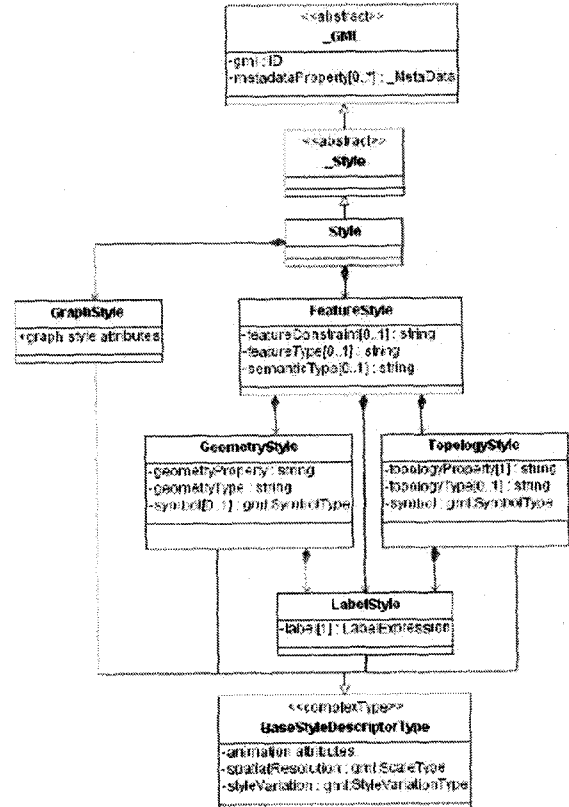 <<abstract>>
_GML
-gml : ID
-metadataProperty[0..*] : _MetaData
<<abstract>>
_Style
Style
GraphStyle
+graph style attributes
FeatureStyle
-featureConstraint[0..1] : string
-featureType[0..1] : string
-semanticType[0..1] : string
GeometryStyle
-geometryProperty : string
-geometryType : string
-symbol[0..1] : gml:SymbolType
TopologyStyle
-topologyProperty[1] : string
-topologyType[0..1] : string
-symbol : gml:SymbolType
LabelStyle
-label[1] : LabelExpression
<<complexType>>
BaseStyleDescriptorType
-animation attributes
-spatialResolution : gml:ScaleType
-styleVariation : gml:StyleVariationType